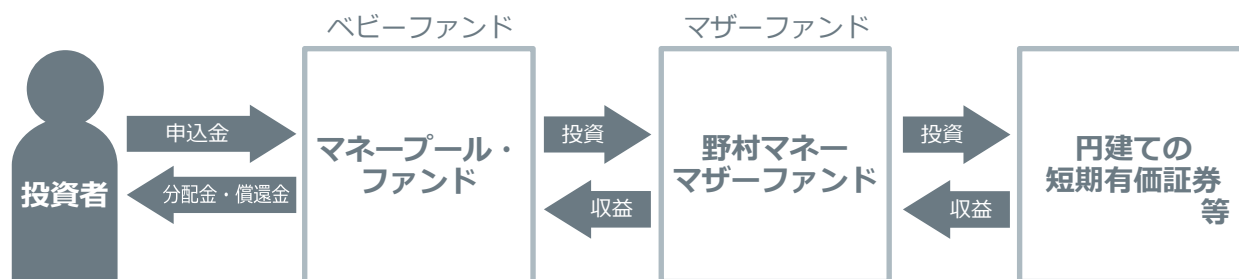 ベビーファンド
マザーファンド
投資者
申込金
分配金・償還金
マネープール・
ファンド
投資
収益
野村マネー
マザーファンド
投資
収益
円建ての
短期有価証券
等